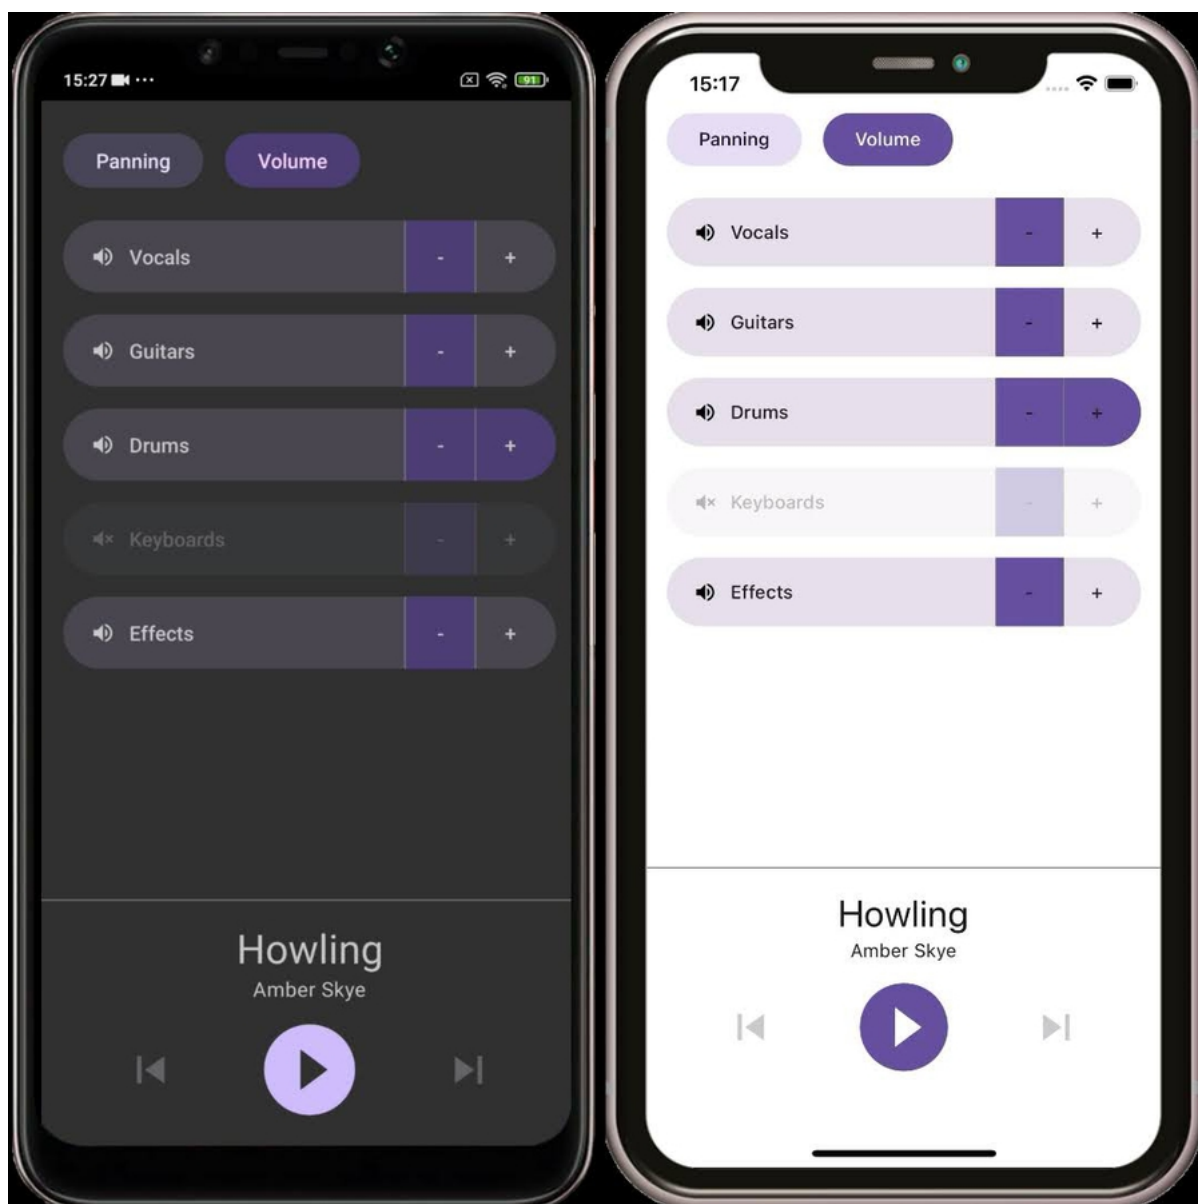 15:27 ...
91
Panning Volume
Vocals - +
Guitars - +
Drums - +
Keyboards - +
Effects - +
Howling
Amber Skye
15:17
Panning Volume
Vocals - +
Guitars - +
Drums - +
Keyboards - +
Effects - +
Howling
Amber Skye